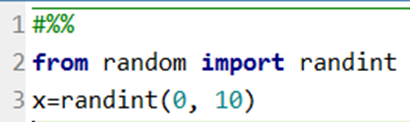 1 #%%
2 from random import randint
3 x=randint(0, 10)